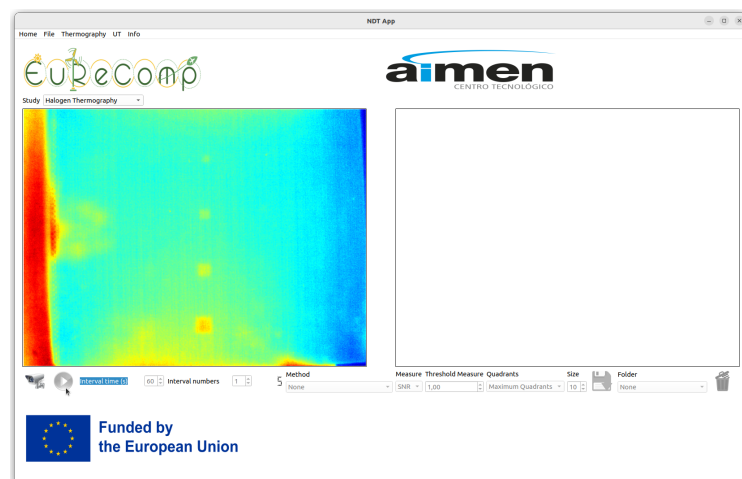 NDT App
Home File Thermography UT Info
EuReComp
aimen
CENTRO TECNOLÓGICO
Study Halogen Thermography
Interval time (s) 60 Interval numbers 1 5
Method
None
Measure Threshold Measure Quadrants Size
SNR 1,00 Maximum Quadrants 10
Folder
None
Funded by
the European Union